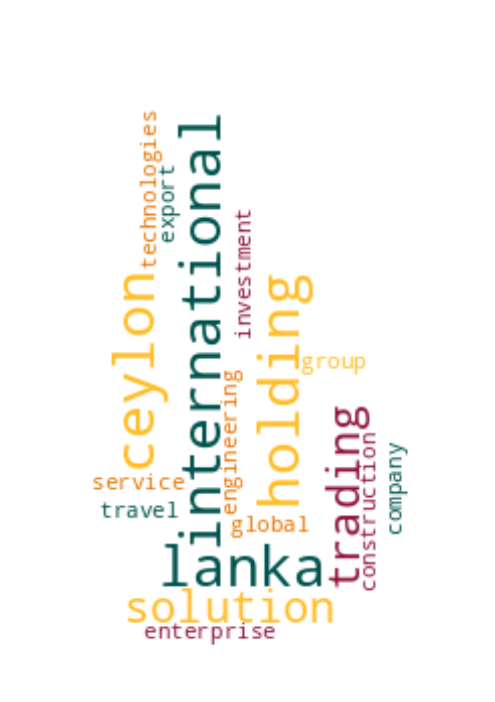 technologies
export
international
investment
ceylon
holding
group
engineering
trading
construction
company
service
travel
global
lanka
solution
enterprise